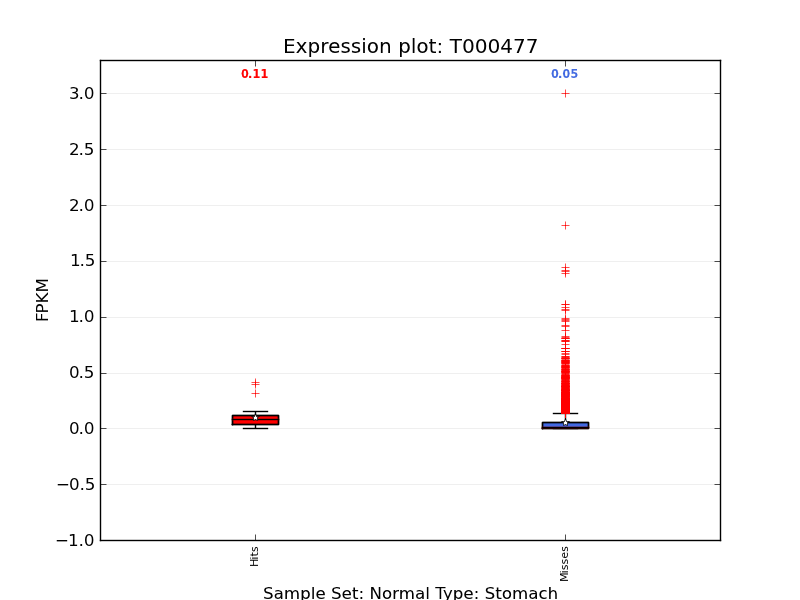 Expression plot: T000477
0.11
0.05
3.0
2.5
2.0
1.5
1.0
0.5
0.0
−0.5
−1.0
FPKM
Hits
Misses
Sample Set: Normal Type: Stomach